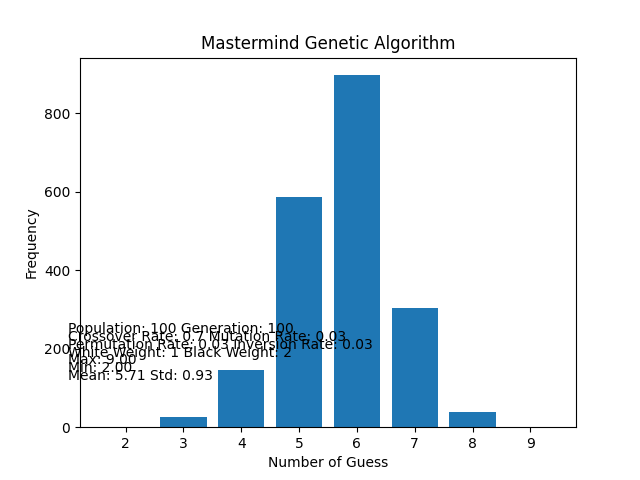 Mastermind Genetic Algorithm
800
600
400
200
0
Frequency
Population: 100 Generation: 100
Crossover Rate: 0.7 Mutation Rate: 0.03
Permutation Rate: 0.03 Inversion Rate: 0.03
White Weight: 1 Black Weight: 2
Max: 9.00
Min: 2.00
Mean: 5.71 Std: 0.93
2 3 4 5 6 7 8 9
Number of Guess